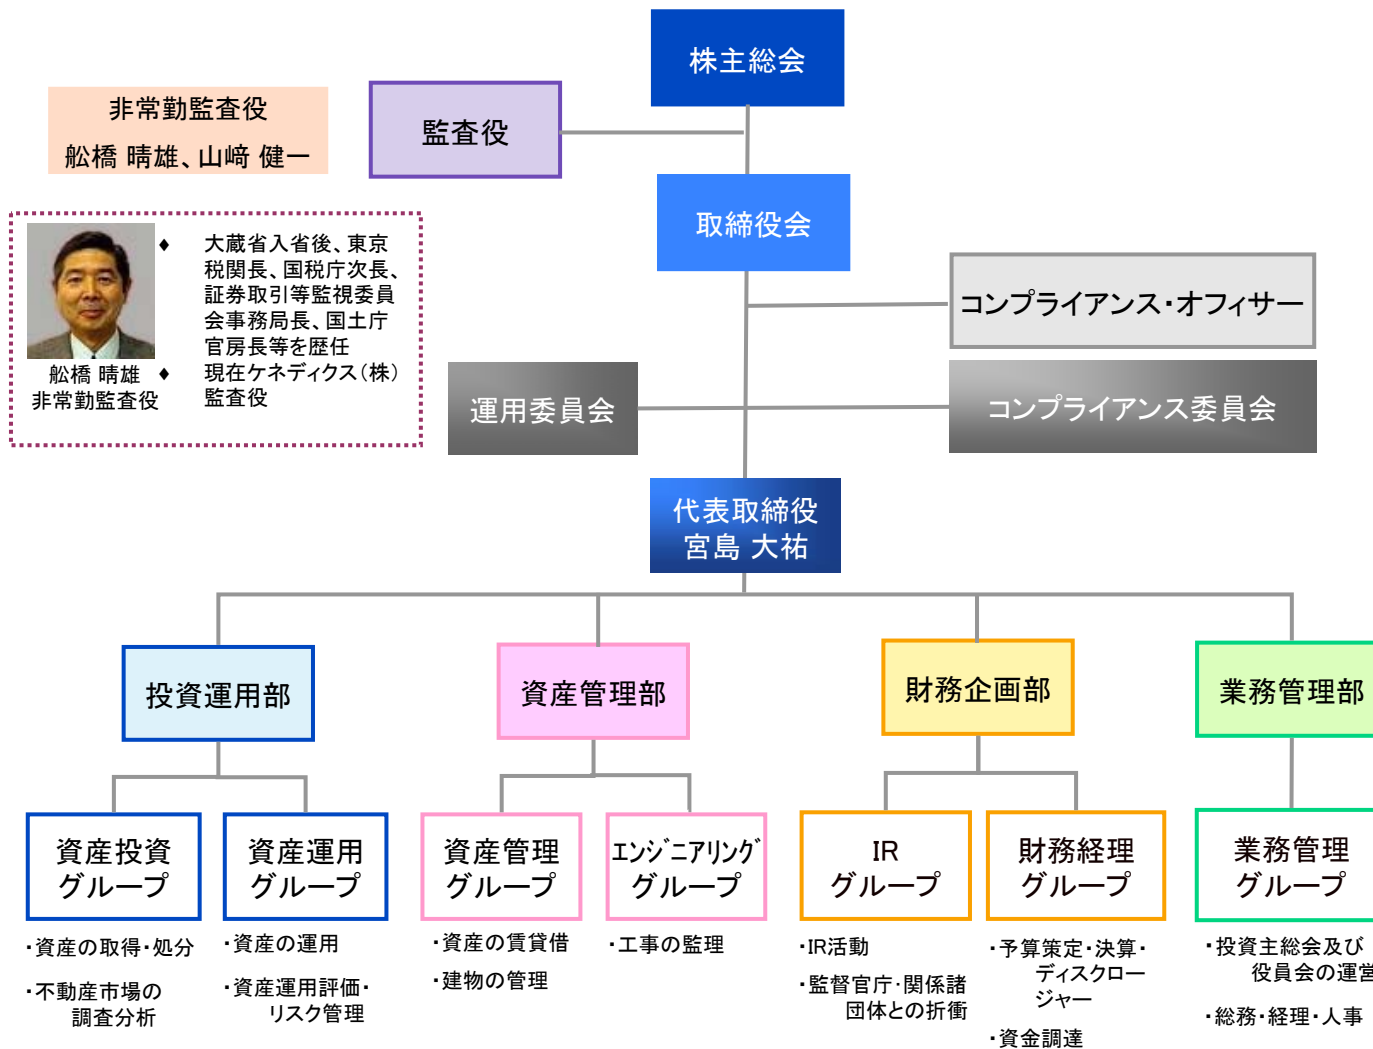 株主総会
非常勤監査役
舩橋 晴雄、山﨑 健一
監査役
取締役会
♦ 大蔵省入省後、東京
税関長、国税庁次長、
証券取引等監視委員
会事務局長、国土庁
官房長等を歴任
♦ 現在ケネディクス（株）
監査役
舩橋 晴雄
非常勤監査役
コンプライアンス・オフィサー
運用委員会
コンプライアンス委員会
代表取締役
宮島 大祐
投資運用部
資産管理部
財務企画部
業務管理部
資産投資
グループ
資産運用
グループ
資産管理
グループ
エンジニアリング
グループ
IR
グループ
財務経理
グループ
業務管理
グループ
・資産の取得・処分
・不動産市場の
調査分析
・資産の運用
・資産運用評価・
リスク管理
・資産の賃貸借
・建物の管理
・工事の監理
・IR活動
・監督官庁・関係諸
団体との折衝
・予算策定・決算・
ディスクロー
ジャー
・資金調達
・投資主総会及び
役員会の運営
・総務・経理・人事